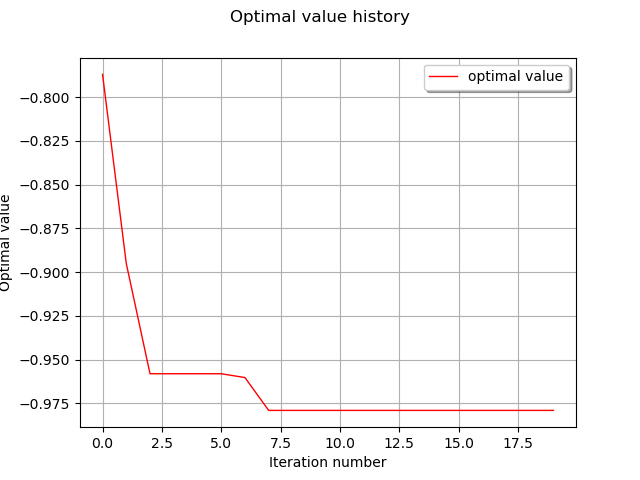 Optimal value history
optimal value
−0.800
−0.825
−0.850
−0.875
−0.900
−0.925
−0.950
−0.975
Optimal value
0.0 2.5 5.0 7.5 10.0 12.5 15.0 17.5
Iteration number